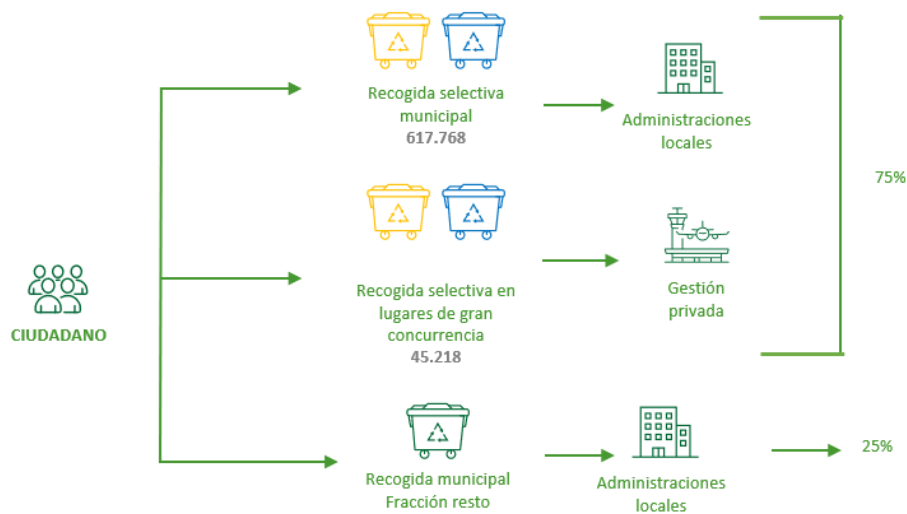 CIUDADANO
Recogida selectiva
municipal
617.768
Administraciones
locales
Recogida selectiva en
lugares de gran
concurrencia
45.218
Gestión
privada
75%
Recogida municipal
Fracción resto
Administraciones
locales
25%